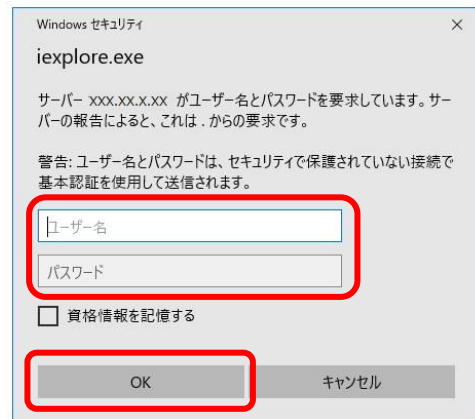 Windows セキュリティ
iexplore.exe
サーバー xxx.xx.x.xx がユーザー名とパスワードを要求しています。サー
バーの報告によると、これは . からの要求です。
警告: ユーザー名とパスワードは、セキュリティで保護されていない接続で
基本認証を使用して送信されます。
ユーザー名
パスワード
資格情報を記憶する
OK
キャンセル